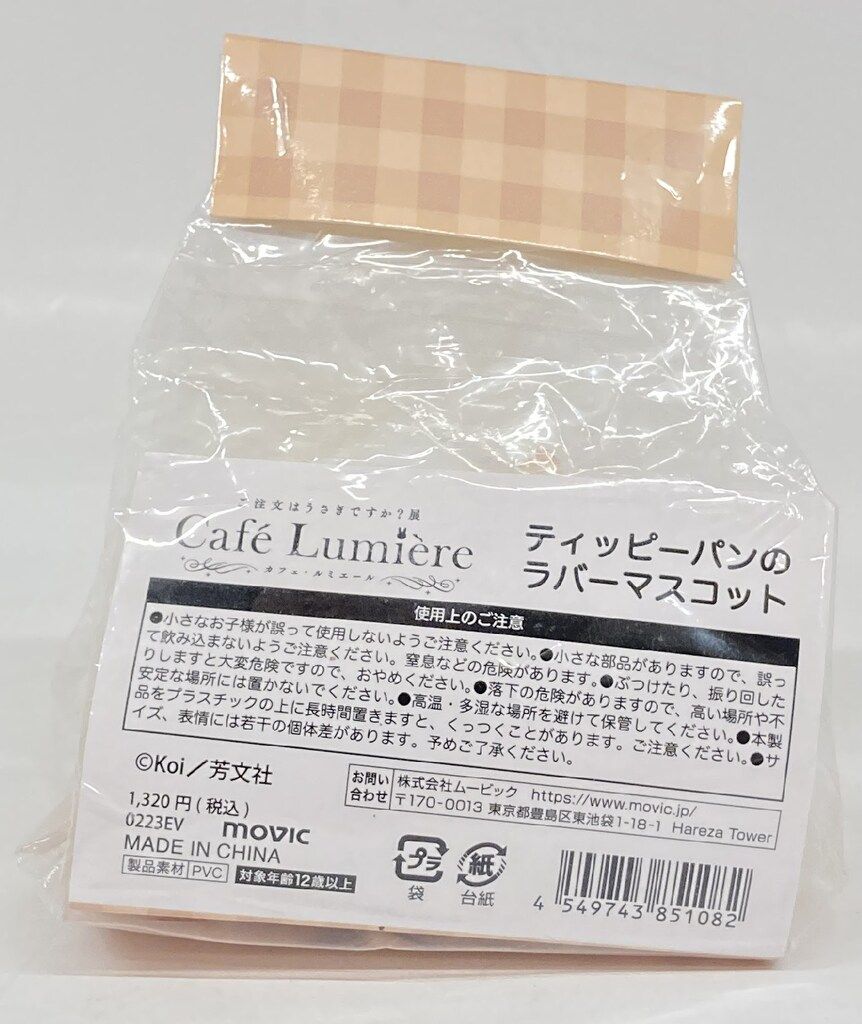 ご注文はうさぎですか？展
Café Lumière
カフェ・ルミエール
ティッピーパンの
ラバーマスコット
使用上のご注意
●小さなお子様が誤って使用しないようご注意ください。●小さな部品がありますので、誤っ
て飲み込まないようご注意ください。窒息などの危険があります。●ぶつけたり、振り回した
りしますと大変危険ですので、おやめください。●落下の危険がありますので、高い場所や不
安定な場所には置かないでください。●高温・多湿な場所を避けて保管してください。●本製
品をプラスチックの上に長時間置きますと、くっつくことがあります。ご注意ください。●サ
イズ、表情には若干の個体差があります。予めご了承ください。
©Koi／芳文社
お問い
合わせ
株式会社ムービック https://www.movic.jp/
〒170-0013 東京都豊島区東池袋1-18-1 Hareza Tower
1,320円(税込)
0223EV movic
MADE IN CHINA
製品素材 PVC 対象年齢12歳以上
プラ
袋
紙
台紙
4 549743 851082